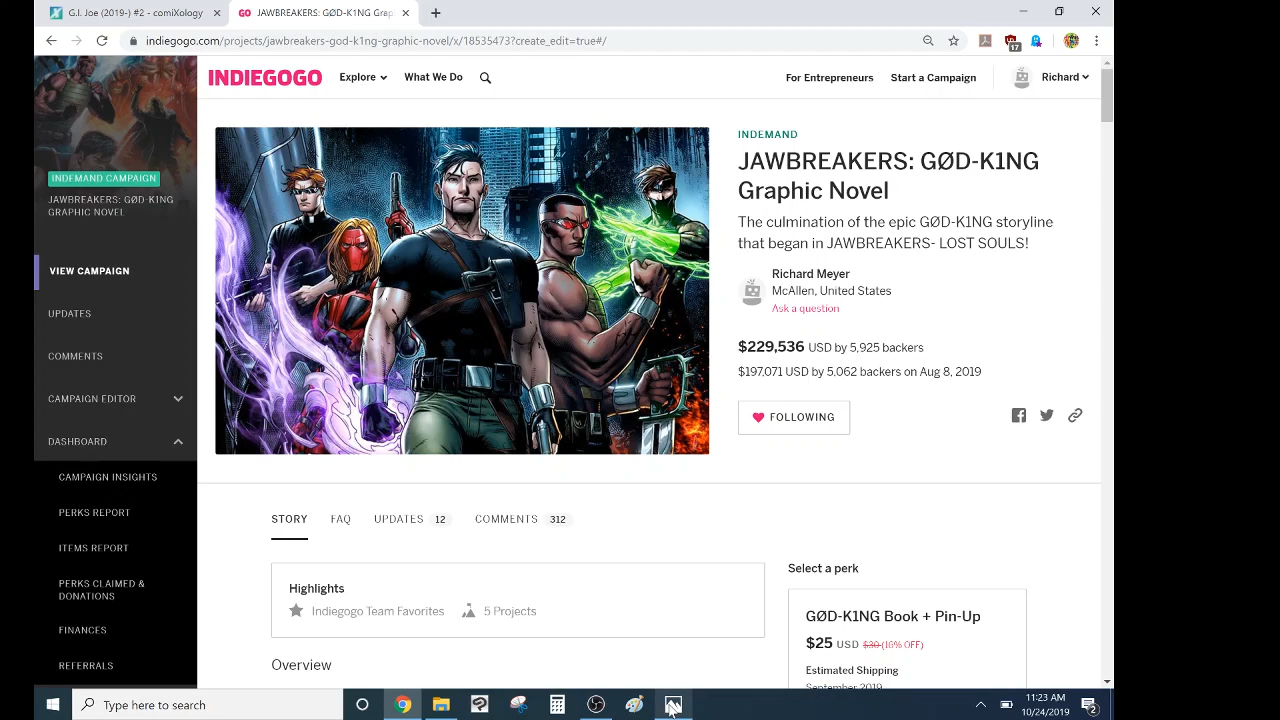 G.I. Joe (2019-) #2 - comiXology
GO JAWBREAKERS: GØD-K1NG Grap
indiegogo.com/projects/jawbreakers-god-k1ng-graphic-novel/x/18535473?create_edit=true#/
17
INDIEGOGO
Explore
What We Do
For Entrepreneurs
Start a Campaign
Richard
INDEMAND CAMPAIGN
JAWBREAKERS: GØD-K1NG
GRAPHIC NOVEL
VIEW CAMPAIGN
UPDATES
COMMENTS
CAMPAIGN EDITOR
DASHBOARD
CAMPAIGN INSIGHTS
PERKS REPORT
ITEMS REPORT
PERKS CLAIMED &
DONATIONS
FINANCES
REFERRALS
INDEMAND
JAWBREAKERS: GØD-K1NG
Graphic Novel
The culmination of the epic GØD-K1NG storyline
that began in JAWBREAKERS- LOST SOULS!
Richard Meyer
McAllen, United States
Ask a question
$229,536 USD by 5,925 backers
$197,071 USD by 5,062 backers on Aug 8, 2019
FOLLOWING
STORY
FAQ
UPDATES 12
COMMENTS 312
Highlights
Indiegogo Team Favorites
5 Projects
Overview
Select a perk
GØD-K1NG Book + Pin-Up
$25 USD $30 (16% OFF)
Estimated Shipping
September 2019
Type here to search
11:23 AM
10/24/2019
2